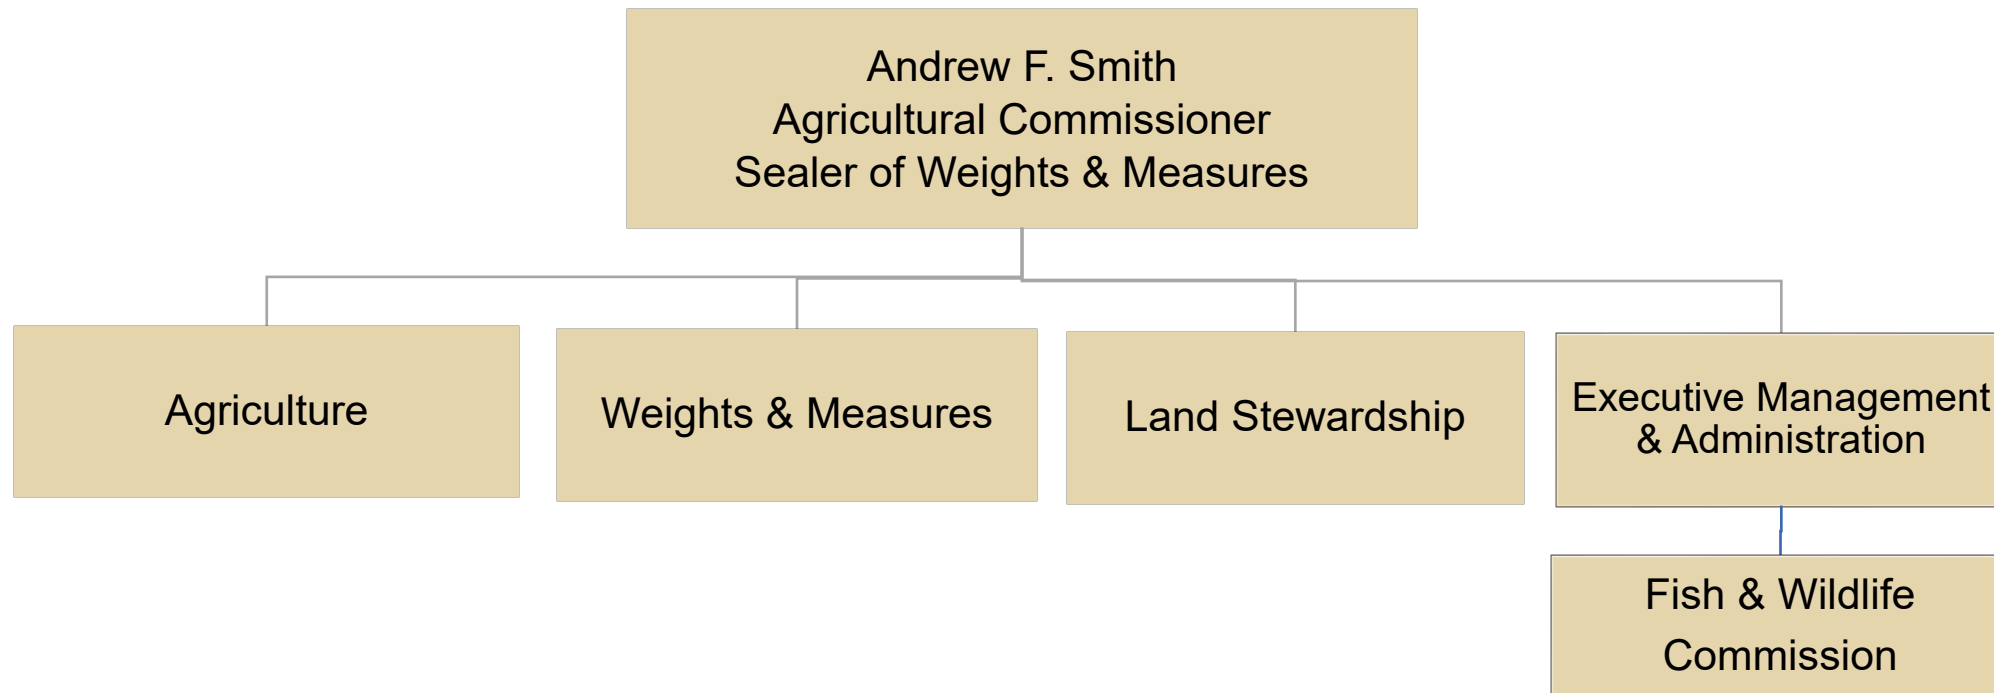 Andrew F. Smith
Agricultural Commissioner
Sealer of Weights & Measures
Agriculture
Weights & Measures
Land Stewardship
Executive Management
& Administration
Fish & Wildlife
Commission